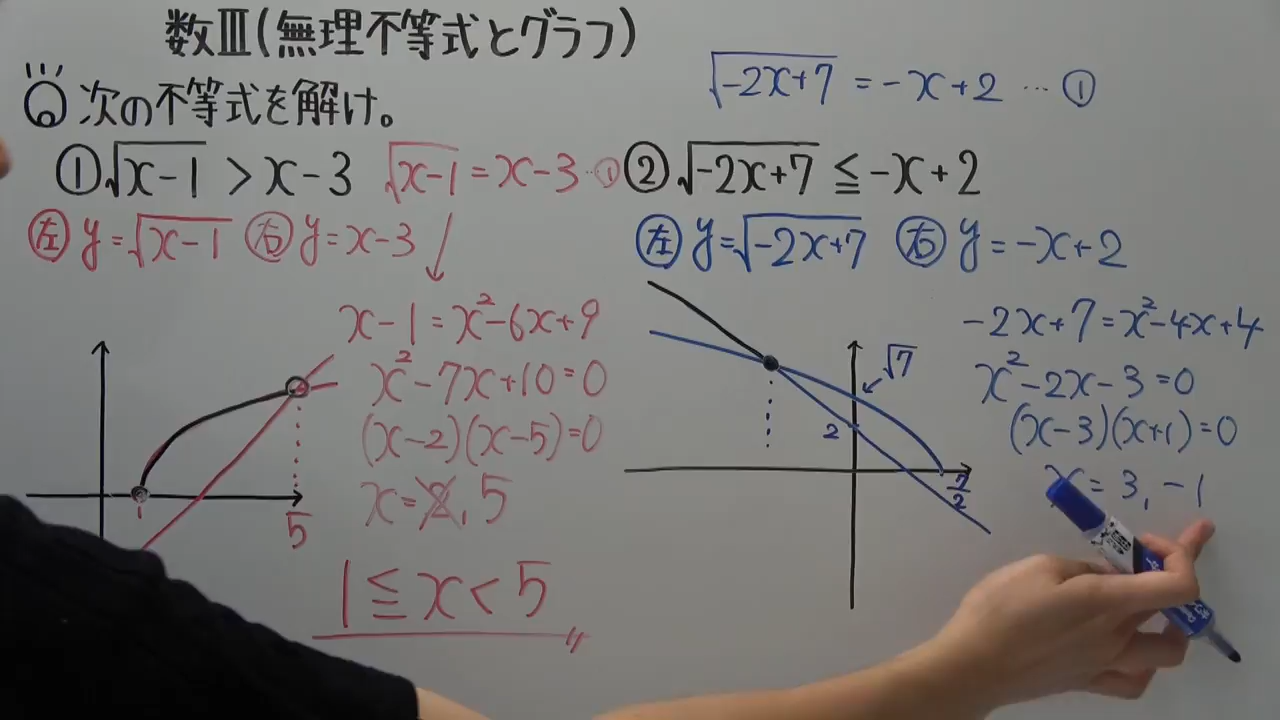 数Ⅲ(無理不等式とグラフ)
Q 次の不等式を解け。
①√(x-1) > x-3
√(x-1) = x-3 … ①
左 y=√(x-1) 右 y=x-3
x-1=x²-6x+9
x²-7x+10=0
(x-2)(x-5)=0
x=2,5
1
5
1≦x<5
√(-2x+7) = -x+2 … ①
②√(-2x+7) ≦ -x+2
左 y=√(-2x+7) 右 y=-x+2
-2x+7=x²-4x+4
x²-2x-3=0
(x-3)(x+1)=0
x=3,-1
√7
2
7/2